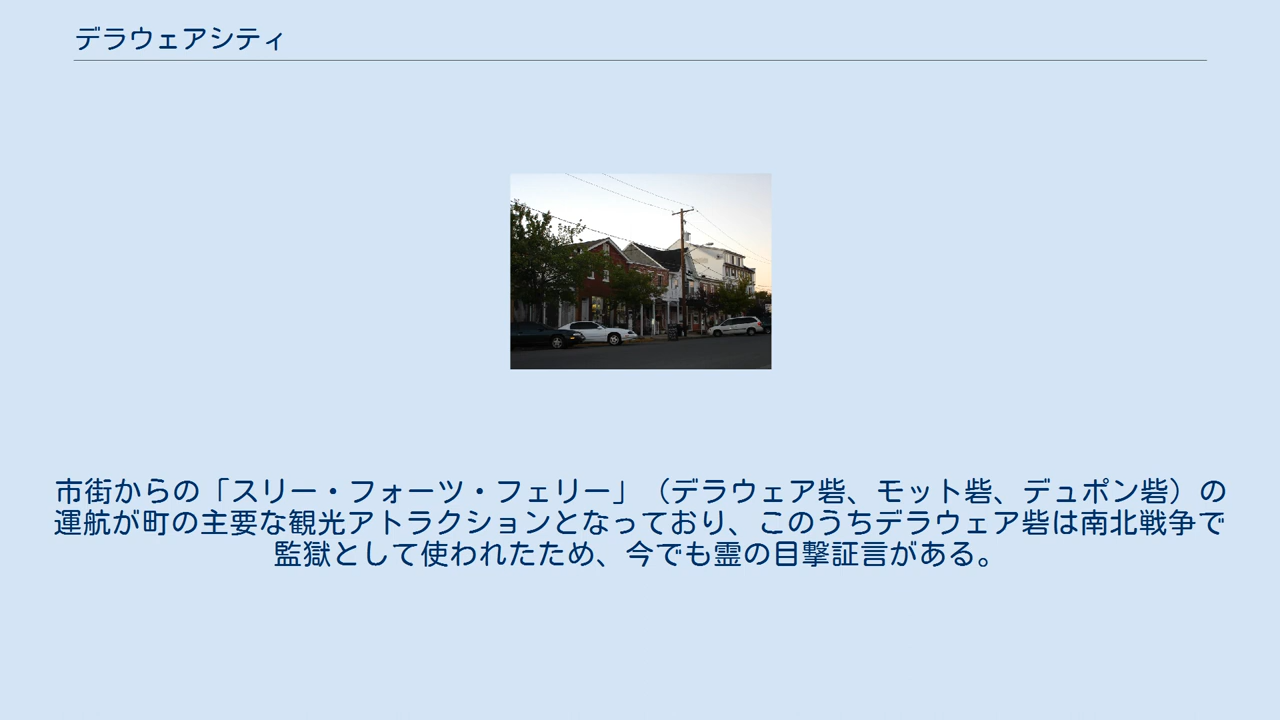 デラウェアシティ
市街からの「スリー・フォーツ・フェリー」（デラウェア砦、モット砦、デュポン砦）の
運航が町の主要な観光アトラクションとなっており、このうちデラウェア砦は南北戦争で
監獄として使われたため、今でも霊の目撃証言がある。